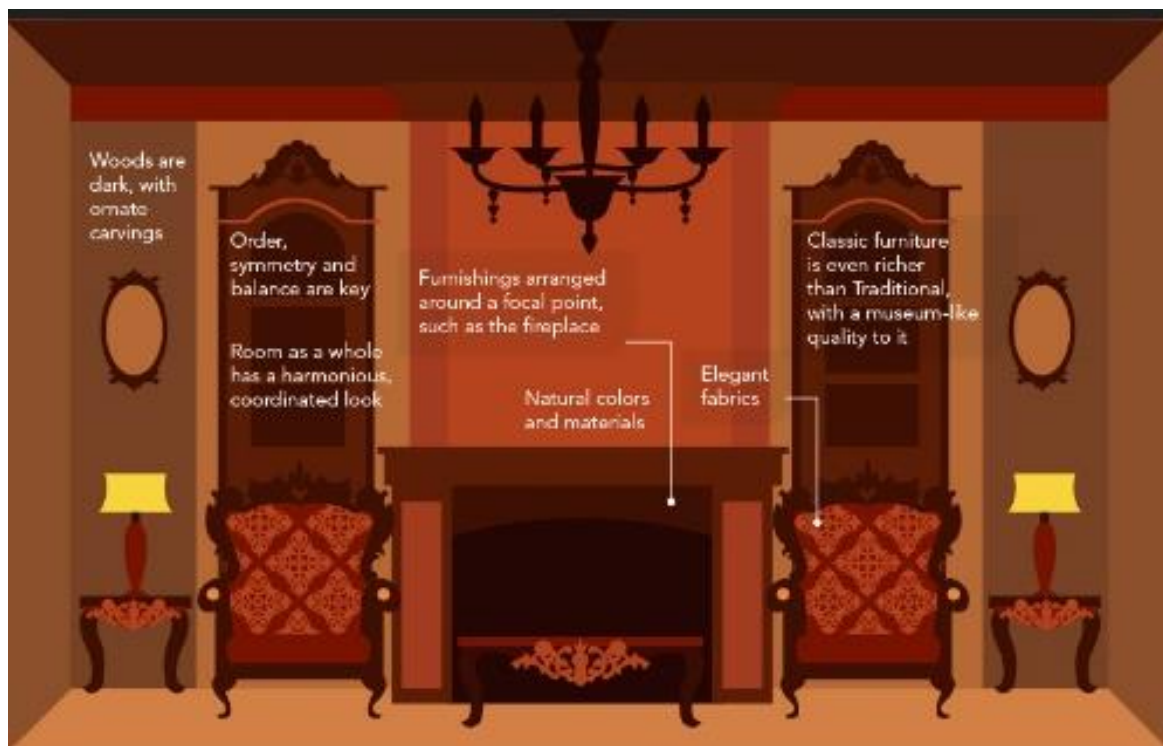 Woods are
dark, with
ornate
carvings
Order,
symmetry and
balance are key
Room as a whole
has a harmonious,
coordinated look
Furnishings arranged
around a focal point,
such as the fireplace
Natural colors
and materials
Elegant
fabrics
Classic furniture
is even richer
than Traditional,
with a museum-like
quality to it